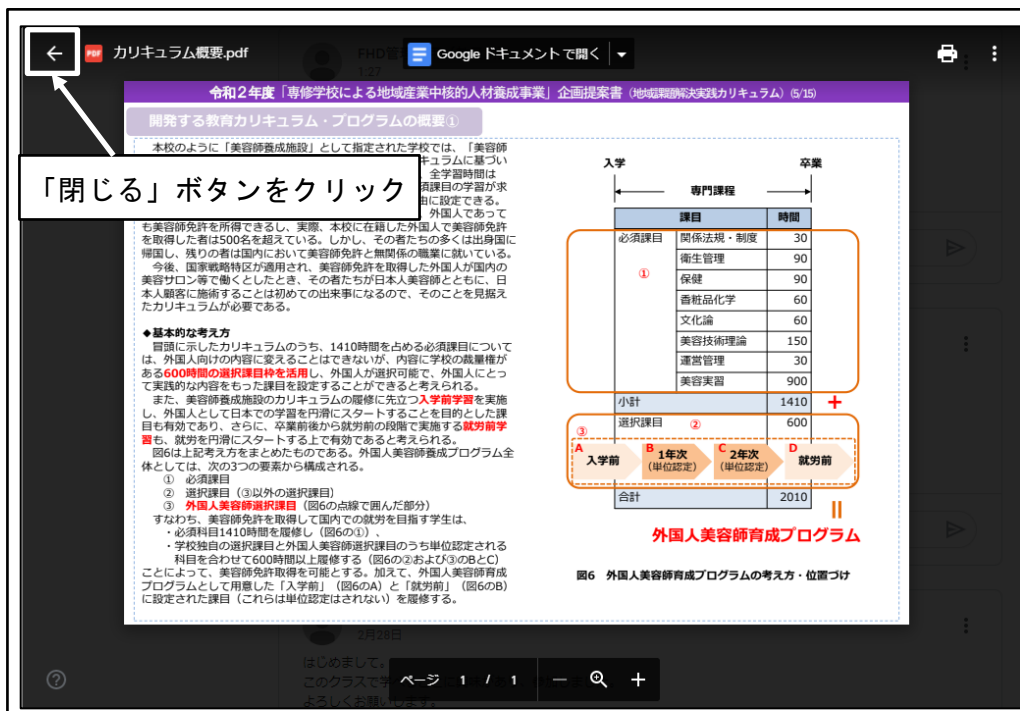 カリキュラム概要.pdf
FHD管
1:27
Google ドキュメントで開く
令和２年度「専修学校による地域産業中核的人材養成事業」企画提案書（地域課題解決実践カリキュラム）(5/15)
開発する教育カリキュラム・プログラムの概要①
「閉じる」ボタンをクリック
本校のように「美容師養成施設」として指定された学校では、「美容師
キュラムに基づい
全学習時間は
須課目の学習が求
由に設定できる。
外国人であって
も美容師免許を所得できるし、実際、本校に在籍した外国人で美容師免許
を取得した者は500名を超えている。しかし、その者たちの多くは出身国に
帰国し、残りの者は国内において美容師免許と無関係の職業に就いている。
今後、国家戦略特区が適用され、美容師免許を取得した外国人が国内の
美容サロン等で働くとしたとき、その者たちが日本人美容師とともに、日
本人顧客に施術することは初めての出来事になるので、そのことを見据え
たカリキュラムが必要である。
◆基本的な考え方
冒頭に示したカリキュラムのうち、1410時間を占める必須課目について
は、外国人向けの内容に変えることはできないが、内容に学校の裁量権が
ある600時間の選択課目枠を活用し、外国人が選択可能で、外国人にとっ
て実践的な内容をもった課目を設定することができると考えられる。
また、美容師養成施設のカリキュラムの履修に先立つ入学前学習を実施
し、外国人として日本での学習を円滑にスタートすることを目的とした課
目も有効であり、さらに、卒業前後から就労前の段階で実施する就労前学
習も、就労を円滑にスタートする上で有効であると考えられる。
図6は上記考え方をまとめたものである。外国人美容師養成プログラム全
体としては、次の3つの要素から構成される。
① 必須課目
② 選択課目（③以外の選択課目）
③ 外国人美容師選択課目（図6の点線で囲んだ部分）
すなわち、美容師免許を取得して国内での就労を目指す学生は、
・必須科目1410時間を履修し（図6の①）、
・学校独自の選択課目と外国人美容師選択課目のうち単位認定される
科目を合わせて600時間以上履修する（図6の②および③のBとC）
ことによって、美容師免許取得を可能とする。加えて、外国人美容師育成
プログラムとして用意した「入学前」（図6のA）と「就労前」（図6のB）
に設定された課目（これらは単位認定はされない）を履修する。
入学 卒業
専門課程
課目 時間
必須課目 関係法規・制度 30
衛生管理 90
①
保健 90
香粧品化学 60
文化論 60
美容技術理論 150
運営管理 30
美容実習 900
小計 1410 ＋
選択課目 ② 600
③
A 入学前 B 1年次（単位認定） C 2年次（単位認定） D 就労前
合計 2010
＝
外国人美容師育成プログラム
図6 外国人美容師育成プログラムの考え方・位置づけ
2月28日
はじめまして。
このクラスで学
よろしくお願いします。
ページ 1 / 1